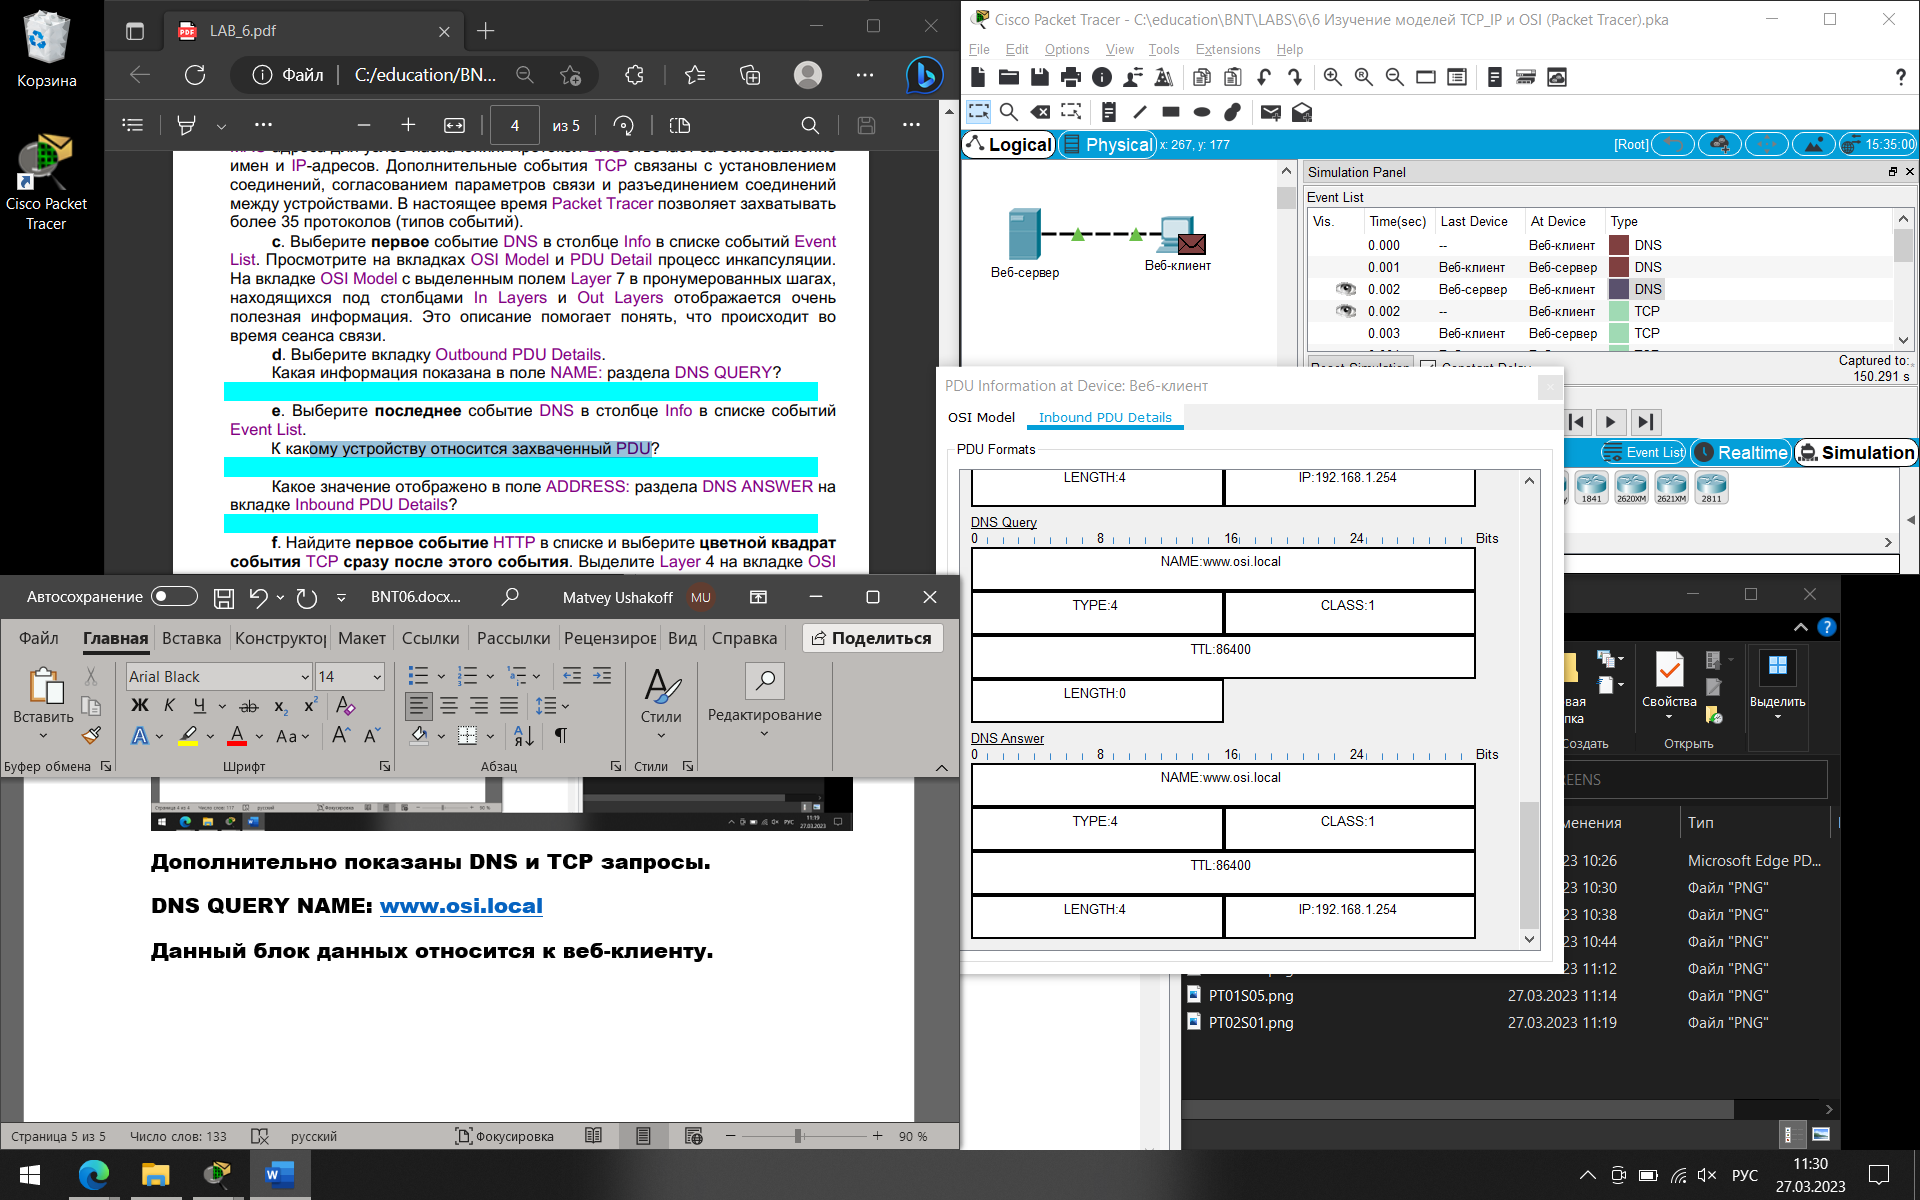 Корзина
Cisco Packet
Tracer
LAB_6.pdf
Файл
C:/education/BN...
4
из 5
имен и IP-адресов. Дополнительные события TCP связаны с установлением
соединений, согласованием параметров связи и разъединением соединений
между устройствами. В настоящее время Packet Tracer позволяет захватывать
более 35 протоколов (типов событий).
c. Выберите первое событие DNS в столбце Info в списке событий Event
List. Просмотрите на вкладках OSI Model и PDU Detail процесс инкапсуляции.
На вкладке OSI Model с выделенным полем Layer 7 в пронумерованных шагах,
находящихся под столбцами In Layers и Out Layers отображается очень
полезная информация. Это описание помогает понять, что происходит во
время сеанса связи.
d. Выберите вкладку Outbound PDU Details.
Какая информация показана в поле NAME: раздела DNS QUERY?
e. Выберите последнее событие DNS в столбце Info в списке событий
Event List.
К какому устройству относится захваченный PDU?
Какое значение отображено в поле ADDRESS: раздела DNS ANSWER на
вкладке Inbound PDU Details?
f. Найдите первое событие HTTP в списке и выберите цветной квадрат
события TCP сразу после этого события. Выделите Layer 4 на вкладке OSI
Cisco Packet Tracer - C:\education\BNT\LABS\6\6 Изучение моделей TCP_IP и OSI (Packet Tracer).pka
File Edit Options View Tools Extensions Help
Logical Physical x: 267, y: 177
[Root] 15:35:00
Веб-сервер
Веб-клиент
Simulation Panel
Event List
Vis. Time(sec) Last Device At Device Type
0.000 -- Веб-клиент DNS
0.001 Веб-клиент Веб-сервер DNS
0.002 Веб-сервер Веб-клиент DNS
0.002 -- Веб-клиент TCP
0.003 Веб-клиент Веб-сервер TCP
Captured to:
150.291 s
Event List Realtime Simulation
1841 2620XM 2621XM 2811
PDU Information at Device: Веб-клиент
OSI Model Inbound PDU Details
PDU Formats
LENGTH:4 IP:192.168.1.254
DNS Query
0 8 16 24 Bits
NAME:www.osi.local
TYPE:4 CLASS:1
TTL:86400
LENGTH:0
DNS Answer
0 8 16 24 Bits
NAME:www.osi.local
TYPE:4 CLASS:1
TTL:86400
LENGTH:4 IP:192.168.1.254
Автосохранение BNT06.docx... Matvey Ushakoff MU
Файл Главная Вставка Конструктор Макет Ссылки Рассылки Рецензиров Вид Справка Поделиться
Arial Black 14
Вставить
Ж К Ч ab x₂ x²
Aa
Стили
Редактирование
Буфер обмена Шрифт Абзац Стили
Дополнительно показаны DNS и TCP запросы.
DNS QUERY NAME: www.osi.local
Данный блок данных относится к веб-клиенту.
Страница 5 из 5 Число слов: 133 русский Фокусировка 90 %
Свойства
Выделить
Открыть
Тип
23 10:26 Microsoft Edge PD...
23 10:30 Файл "PNG"
23 10:38 Файл "PNG"
23 10:44 Файл "PNG"
23 11:12 Файл "PNG"
PT01S05.png 27.03.2023 11:14 Файл "PNG"
PT02S01.png 27.03.2023 11:19 Файл "PNG"
РУС
11:30
27.03.2023